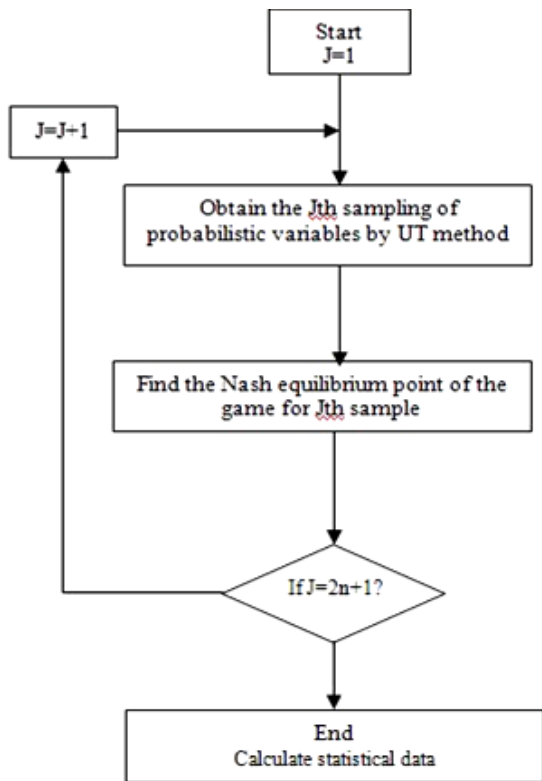 Start
J=1
J=J+1
Obtain the Jth sampling of
probabilistic variables by UT method
Find the Nash equilibrium point of the
game for Jth sample
If J=2n+1?
End
Calculate statistical data